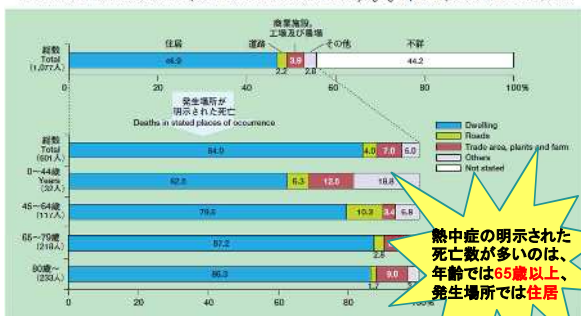 商業施設,
工場及び農場
住居 道路 その他 不詳
総数
Total
(1,077人)
46.9 3.9 44.2
2.2 2.8
0 20 40 60 80 100%
発生場所が
明示された死亡
Deaths in stated places of occurrence
Dwelling
Roads
Trade area, plants and farm
Others
Not stated
総数
Total
(601人)
84.0 4.0 7.0 5.0
0～44歳
Years
(32人)
62.5 6.3 12.5 18.8
45～64歳
(117人)
10.3 3.4 6.8
65～79歳
(219人)
87.2
80歳～
(233人)
86.3 9.0
0 20 40 60 80 100%
熱中症の明示された
死亡数が多いのは、
年齢では65歳以上、
発生場所では住居